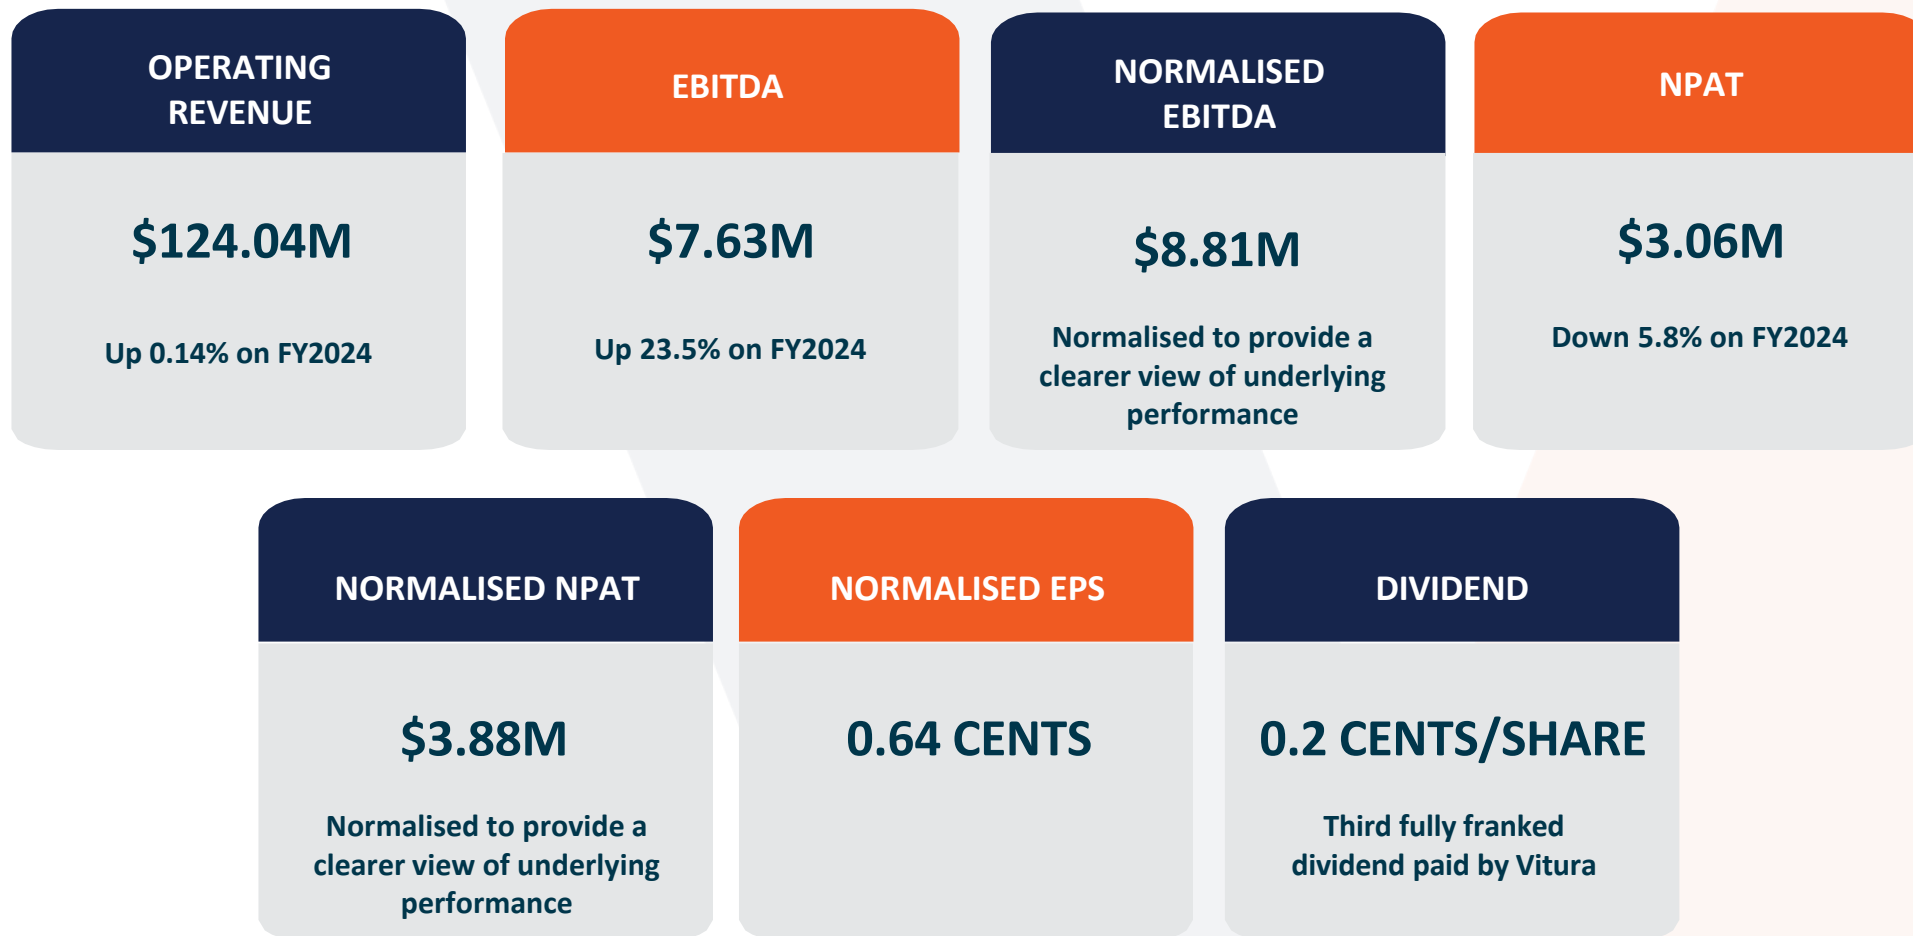 OPERATING
REVENUE
$124.04M
Up 0.14% on FY2024
EBITDA
$7.63M
Up 23.5% on FY2024
NORMALISED
EBITDA
$8.81M
Normalised to provide a
clearer view of underlying
performance
NPAT
$3.06M
Down 5.8% on FY2024
NORMALISED NPAT
$3.88M
Normalised to provide a
clearer view of underlying
performance
NORMALISED EPS
0.64 CENTS
DIVIDEND
0.2 CENTS/SHARE
Third fully franked
dividend paid by Vitura